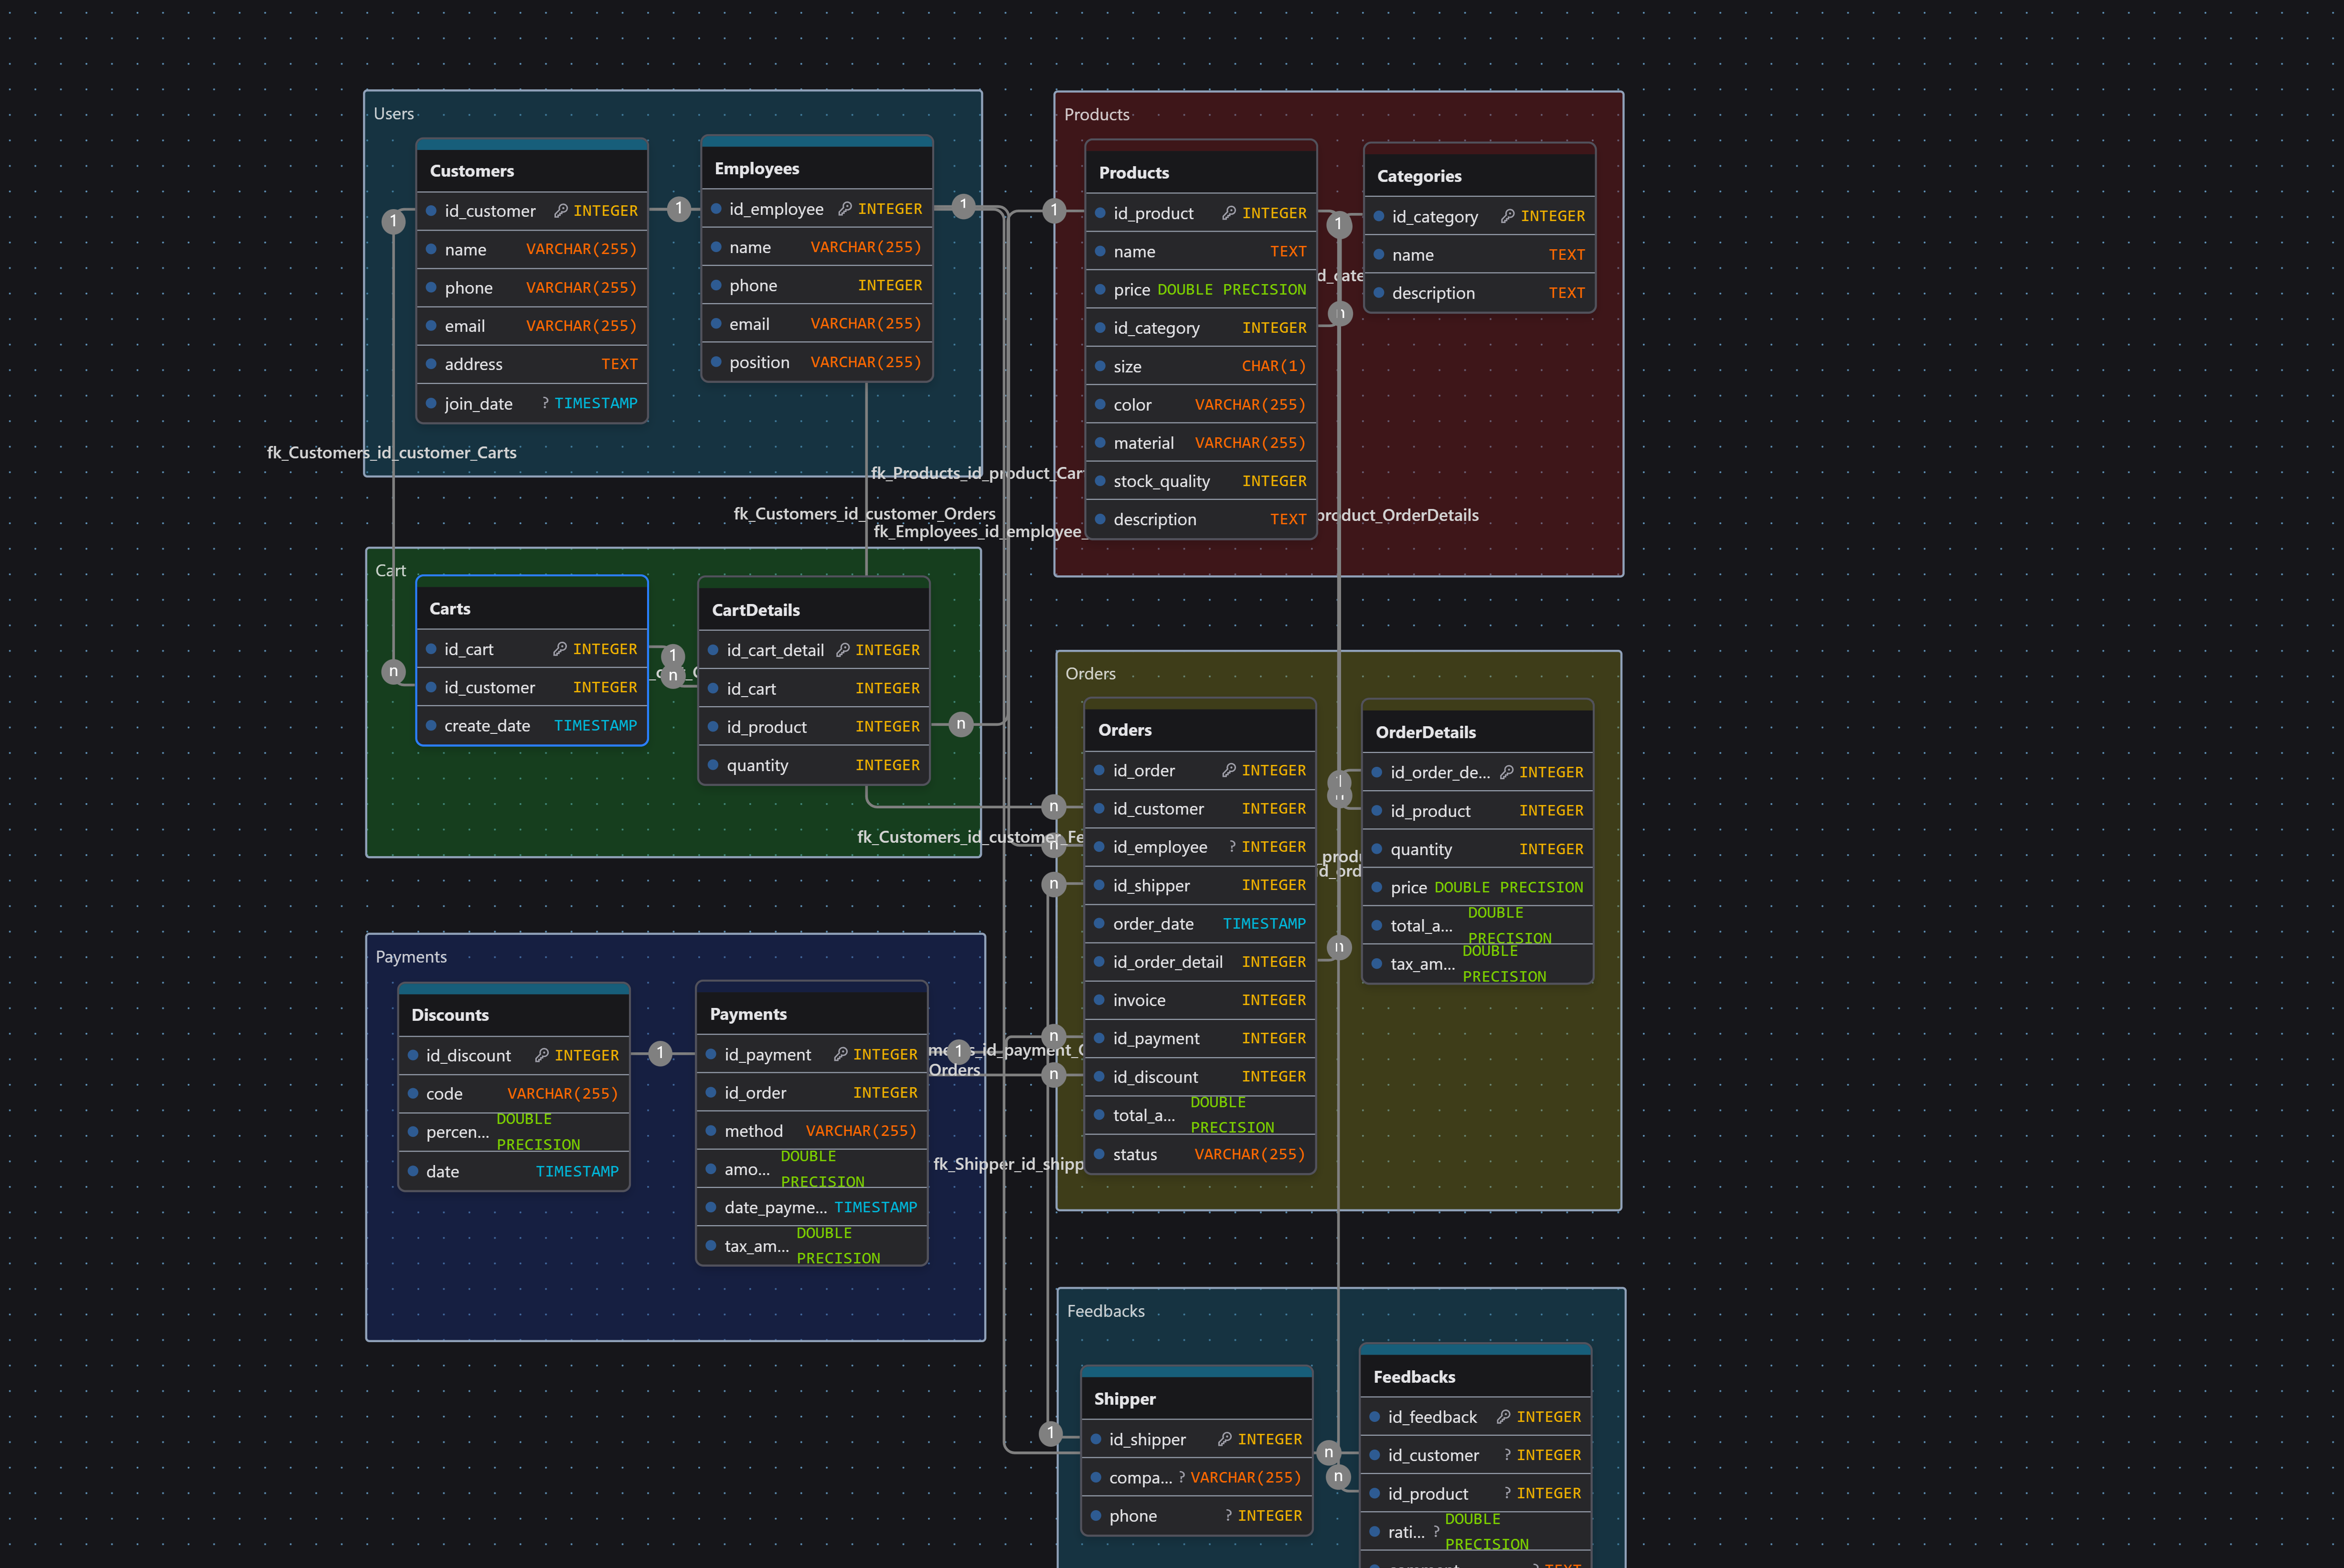 Users
Customers
id_customer INTEGER
name VARCHAR(255)
phone VARCHAR(255)
email VARCHAR(255)
address TEXT
join_date ? TIMESTAMP
Employees
id_employee INTEGER
name VARCHAR(255)
phone INTEGER
email VARCHAR(255)
position VARCHAR(255)
1
1
1
fk_Customers_id_customer_Carts
fk_Products_id_product_Car
fk_Customers_id_customer_Orders
fk_Employees_id_employee_
Products
Products
id_product INTEGER
name TEXT
price DOUBLE PRECISION
id_category INTEGER
size CHAR(1)
color VARCHAR(255)
material VARCHAR(255)
stock_quality INTEGER
description TEXT
Categories
id_category INTEGER
name TEXT
description TEXT
1
1
d_cate
n
product_OrderDetails
Cart
Carts
id_cart INTEGER
id_customer INTEGER
create_date TIMESTAMP
CartDetails
id_cart_detail INTEGER
id_cart INTEGER
id_product INTEGER
quantity INTEGER
n
1
n
n
fk_Customers_id_customer_Fe
Orders
Orders
id_order INTEGER
id_customer INTEGER
id_employee ? INTEGER
id_shipper INTEGER
order_date TIMESTAMP
id_order_detail INTEGER
invoice INTEGER
id_payment INTEGER
id_discount INTEGER
total_a... DOUBLE PRECISION
status VARCHAR(255)
OrderDetails
id_order_de... INTEGER
id_product INTEGER
quantity INTEGER
price DOUBLE PRECISION
total_a... DOUBLE PRECISION
tax_am... DOUBLE PRECISION
n
n
n
n
n
1
n
n
_produ
d_ord
Payments
Discounts
id_discount INTEGER
code VARCHAR(255)
percen... DOUBLE PRECISION
date TIMESTAMP
Payments
id_payment INTEGER
id_order INTEGER
method VARCHAR(255)
amo... DOUBLE PRECISION
date_payme... TIMESTAMP
tax_am... DOUBLE PRECISION
1
1
s_id_payment_
Orders
fk_Shipper_id_shipp
Feedbacks
Shipper
id_shipper INTEGER
compa... ? VARCHAR(255)
phone ? INTEGER
Feedbacks
id_feedback INTEGER
id_customer ? INTEGER
id_product ? INTEGER
rati... ? DOUBLE PRECISION
1
n
n